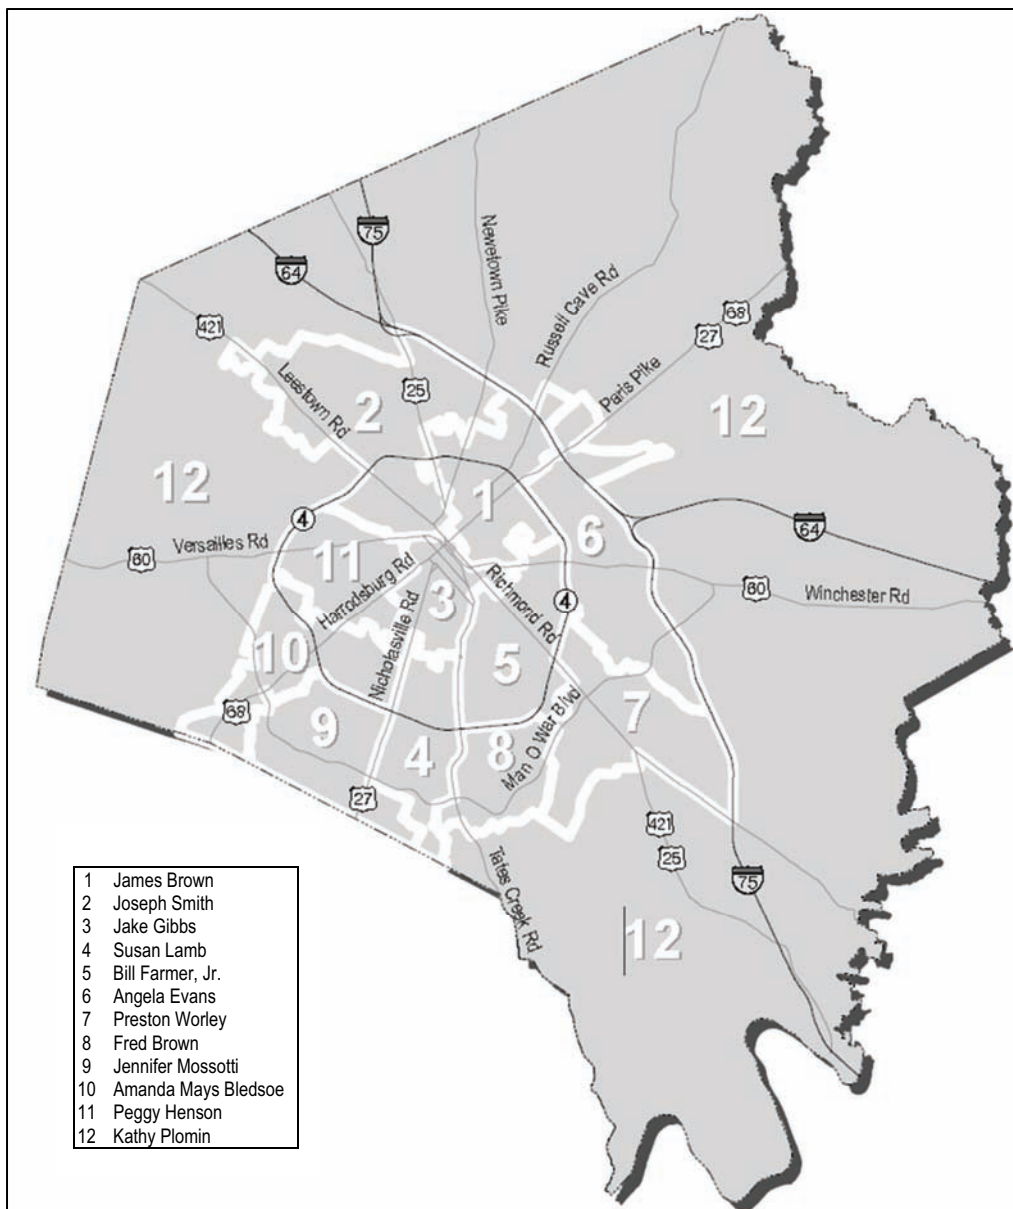 75
64
Newetown Pike
Russell Cave Rd
68
27
421
Paris Pike
25
Leestown Rd
2
12
12
1
4
6
64
Versailles Rd
60
11
Harrodsburg Rd
Richmond Rd
60
Winchester Rd
3
4
Nicholasville Rd
10
5
7
68
9
4
8
Man O War Blvd
27
421
25
Tates Creek Rd
75
12
1 James Brown
2 Joseph Smith
3 Jake Gibbs
4 Susan Lamb
5 Bill Farmer, Jr.
6 Angela Evans
7 Preston Worley
8 Fred Brown
9 Jennifer Mossotti
10 Amanda Mays Bledsoe
11 Peggy Henson
12 Kathy Plomin